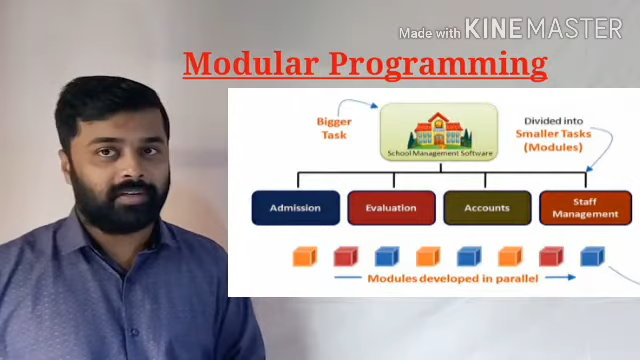 Made with KINEMASTER
Modular Programming
Bigger
Task
School Management Software
Divided into
Smaller Tasks
(Modules)
Admission
Evaluation
Accounts
Staff
Management
Modules developed in parallel